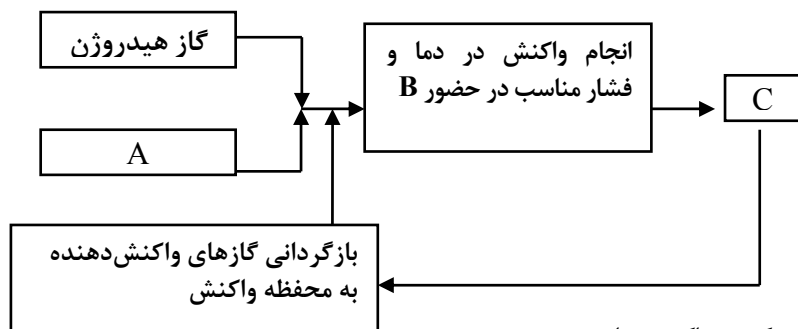 گاز هیدروژن
انجام واکنش در دما و
فشار مناسب در حضور B
C
A
بازگردانی گازهای واکنش‌دهنده
به محفظه واکنش